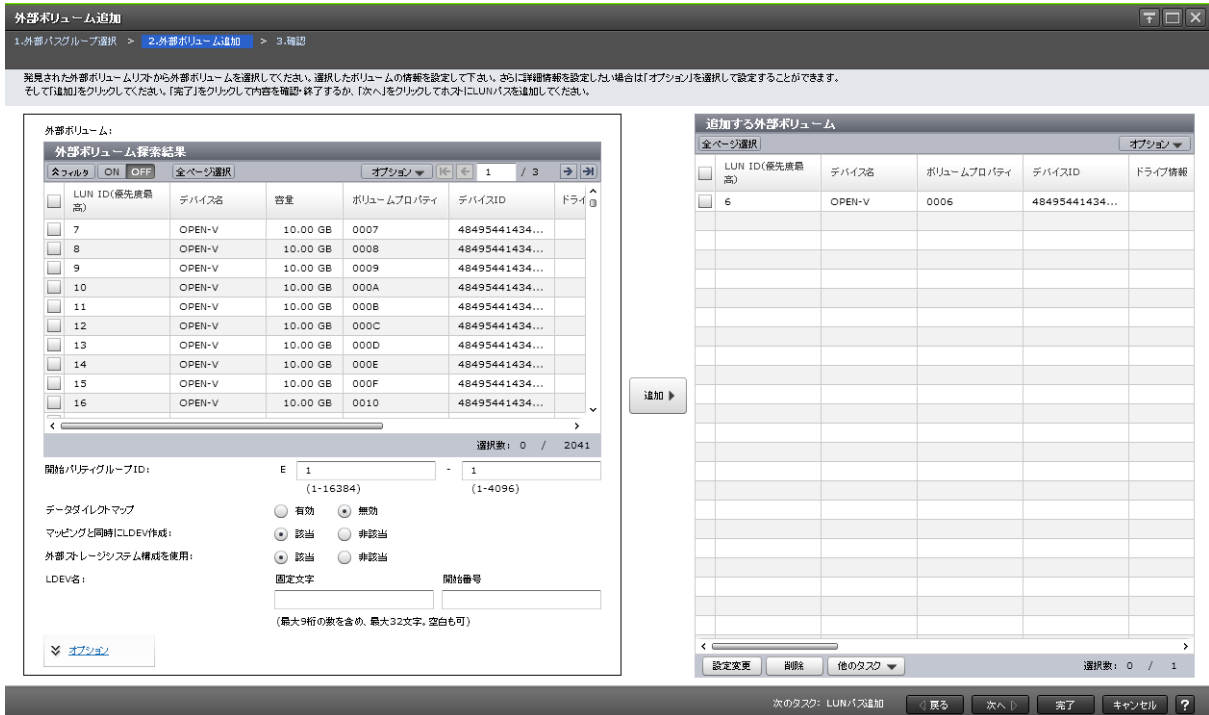 外部ボリューム追加
1.外部パスグループ選択 > 2.外部ボリューム追加 > 3.確認
発見された外部ボリュームリストから外部ボリュームを選択してください。選択したボリュームの情報を設定して下さい。さらに詳細情報を設定したい場合は「オプション」を選択して設定することができます。
そして「追加」をクリックしてください。「完了」をクリックして内容を確認・終了するか、「次へ」をクリックしてホストにLUNパスを追加してください。
外部ボリューム:
外部ボリューム探索結果
フィルタ ON OFF 全ページ選択 オプション 1 / 3
LUN ID(優先度最高) デバイス名 容量 ボリュームプロパティ デバイスID ドライ
7 OPEN-V 10.00 GB 0007 48495441434...
8 OPEN-V 10.00 GB 0008 48495441434...
9 OPEN-V 10.00 GB 0009 48495441434...
10 OPEN-V 10.00 GB 000A 48495441434...
11 OPEN-V 10.00 GB 000B 48495441434...
12 OPEN-V 10.00 GB 000C 48495441434...
13 OPEN-V 10.00 GB 000D 48495441434...
14 OPEN-V 10.00 GB 000E 48495441434...
15 OPEN-V 10.00 GB 000F 48495441434...
16 OPEN-V 10.00 GB 0010 48495441434...
選択数: 0 / 2041
開始パリティグループID: E 1 - 1
(1-16384) (1-4096)
データダイレクトマップ 有効 無効
マッピングと同時にLDEV作成: 該当 非該当
外部ストレージシステム構成を使用: 該当 非該当
LDEV名: 固定文字 開始番号
(最大9桁の数を含め、最大32文字。空白も可)
オプション
追加
追加する外部ボリューム
全ページ選択 オプション
LUN ID(優先度最高) デバイス名 ボリュームプロパティ デバイスID ドライブ情報
6 OPEN-V 0006 48495441434...
設定変更 削除 他のタスク 選択数: 0 / 1
次のタスク: LUNパス追加 戻る 次へ 完了 キャンセル ?